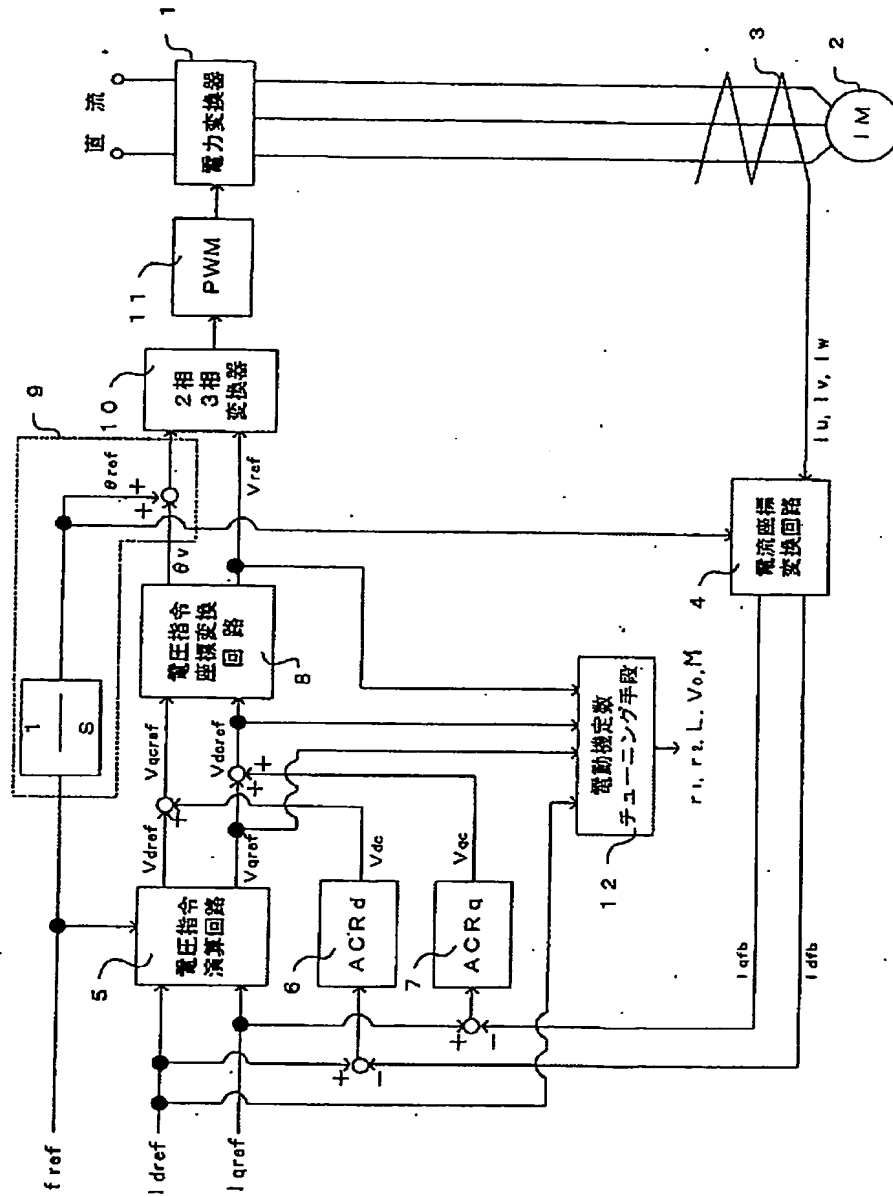 fref
Idref
Iqref
1
S
9
θref
+
+
θv
電圧指令
演算回路
5
Vdref
Vqref
+
+
+
Vqcref
Vdcref
電圧指令
座標変換
回路
8
Vref
2相
3相
変換器
10
PWM
11
電力変換器
1
直流
ACRd
6
Vdc
ACRq
7
Vqc
+
-
+
-
電動機定数
チューニング手段
12
r1, r2, L, Vo, M
電流座標
変換回路
4
Iqfb
Idfb
Iu, Iv, Iw
3
IM
2